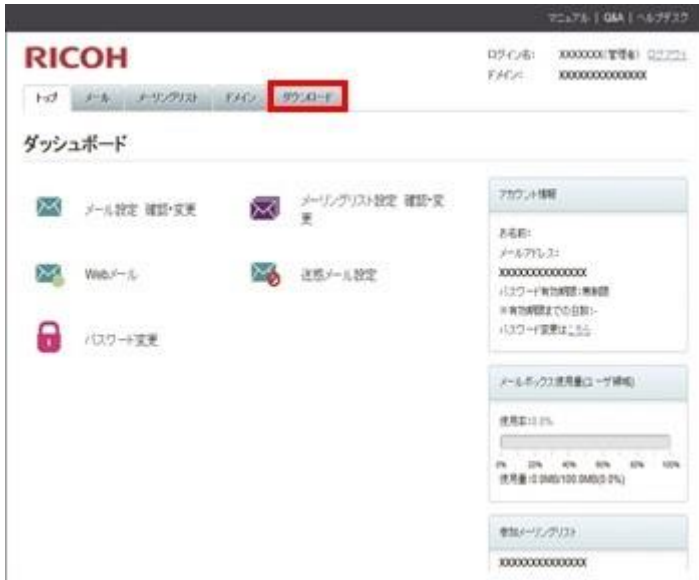 マニュアル | Q&A | ヘルプデスク
RICOH
ログイン名: XXXXXXX(管理者) ログアウト
ドメイン: XXXXXXXXXXXXXX
トップ メール メーリングリスト ドメイン ダウンロード
ダッシュボード
メール設定 確認・変更
メーリングリスト設定 確認・変
更
Webメール
迷惑メール設定
パスワード変更
アカウント情報
お名前:
メールアドレス:
XXXXXXXXXXXXXX
パスワード有効期限:無制限
※有効期限までの日数:-
パスワード変更はこちら
メールボックス使用量(ユーザ領域)
使用率:0.0%
0% 20% 40% 60% 80% 100%
使用量:0.0MB/100.0MB(0.0%)
参加メーリングリスト
XXXXXXXXXXXXXX